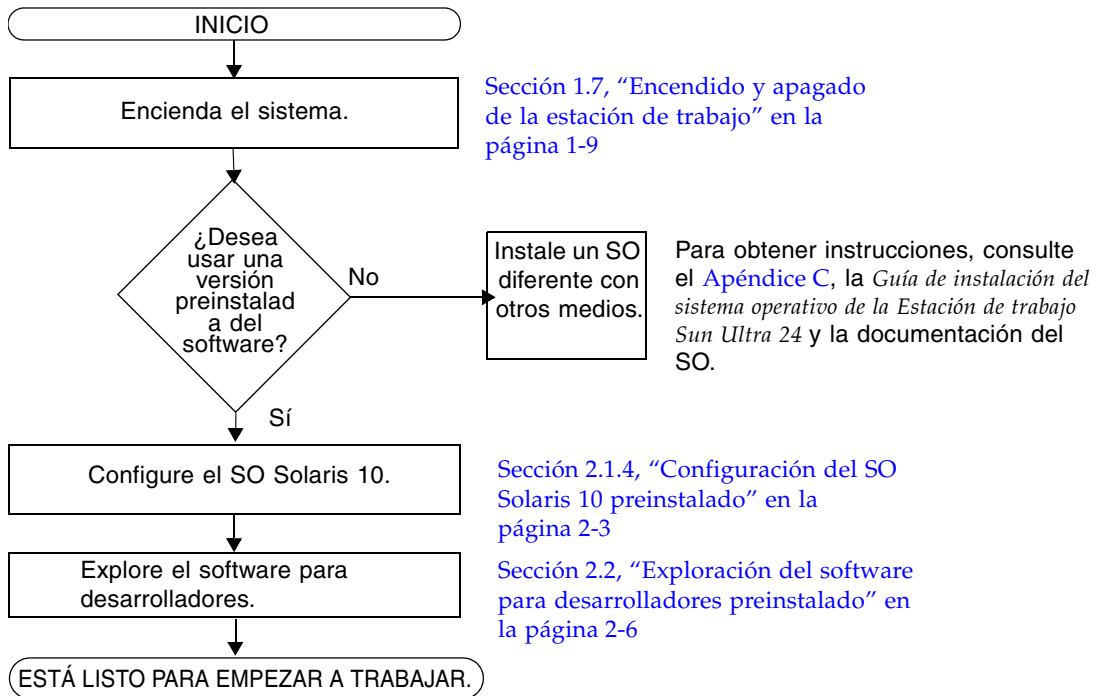 INICIO
Encienda el sistema.
Sección 1.7, “Encendido y apagado
de la estación de trabajo” en la
página 1-9
¿Desea
usar una
versión
preinstalad
a del
software?
No
Instale un SO
diferente con
otros medios.
Para obtener instrucciones, consulte
el Apéndice C, la Guía de instalación del
sistema operativo de la Estación de trabajo
Sun Ultra 24 y la documentación del
SO.
Sí
Configure el SO Solaris 10.
Sección 2.1.4, “Configuración del SO
Solaris 10 preinstalado” en la
página 2-3
Explore el software para
desarrolladores.
Sección 2.2, “Exploración del software
para desarrolladores preinstalado” en
la página 2-6
ESTÁ LISTO PARA EMPEZAR A TRABAJAR.